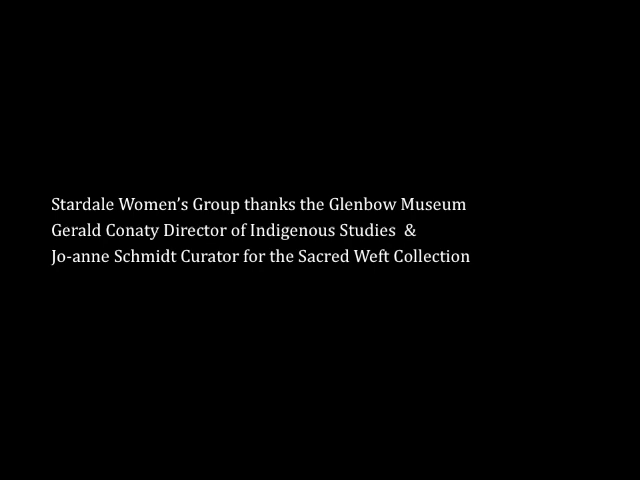 Stardale Women’s Group thanks the Glenbow Museum
Gerald Conaty Director of Indigenous Studies  &
Jo-anne Schmidt Curator for the Sacred Weft Collection